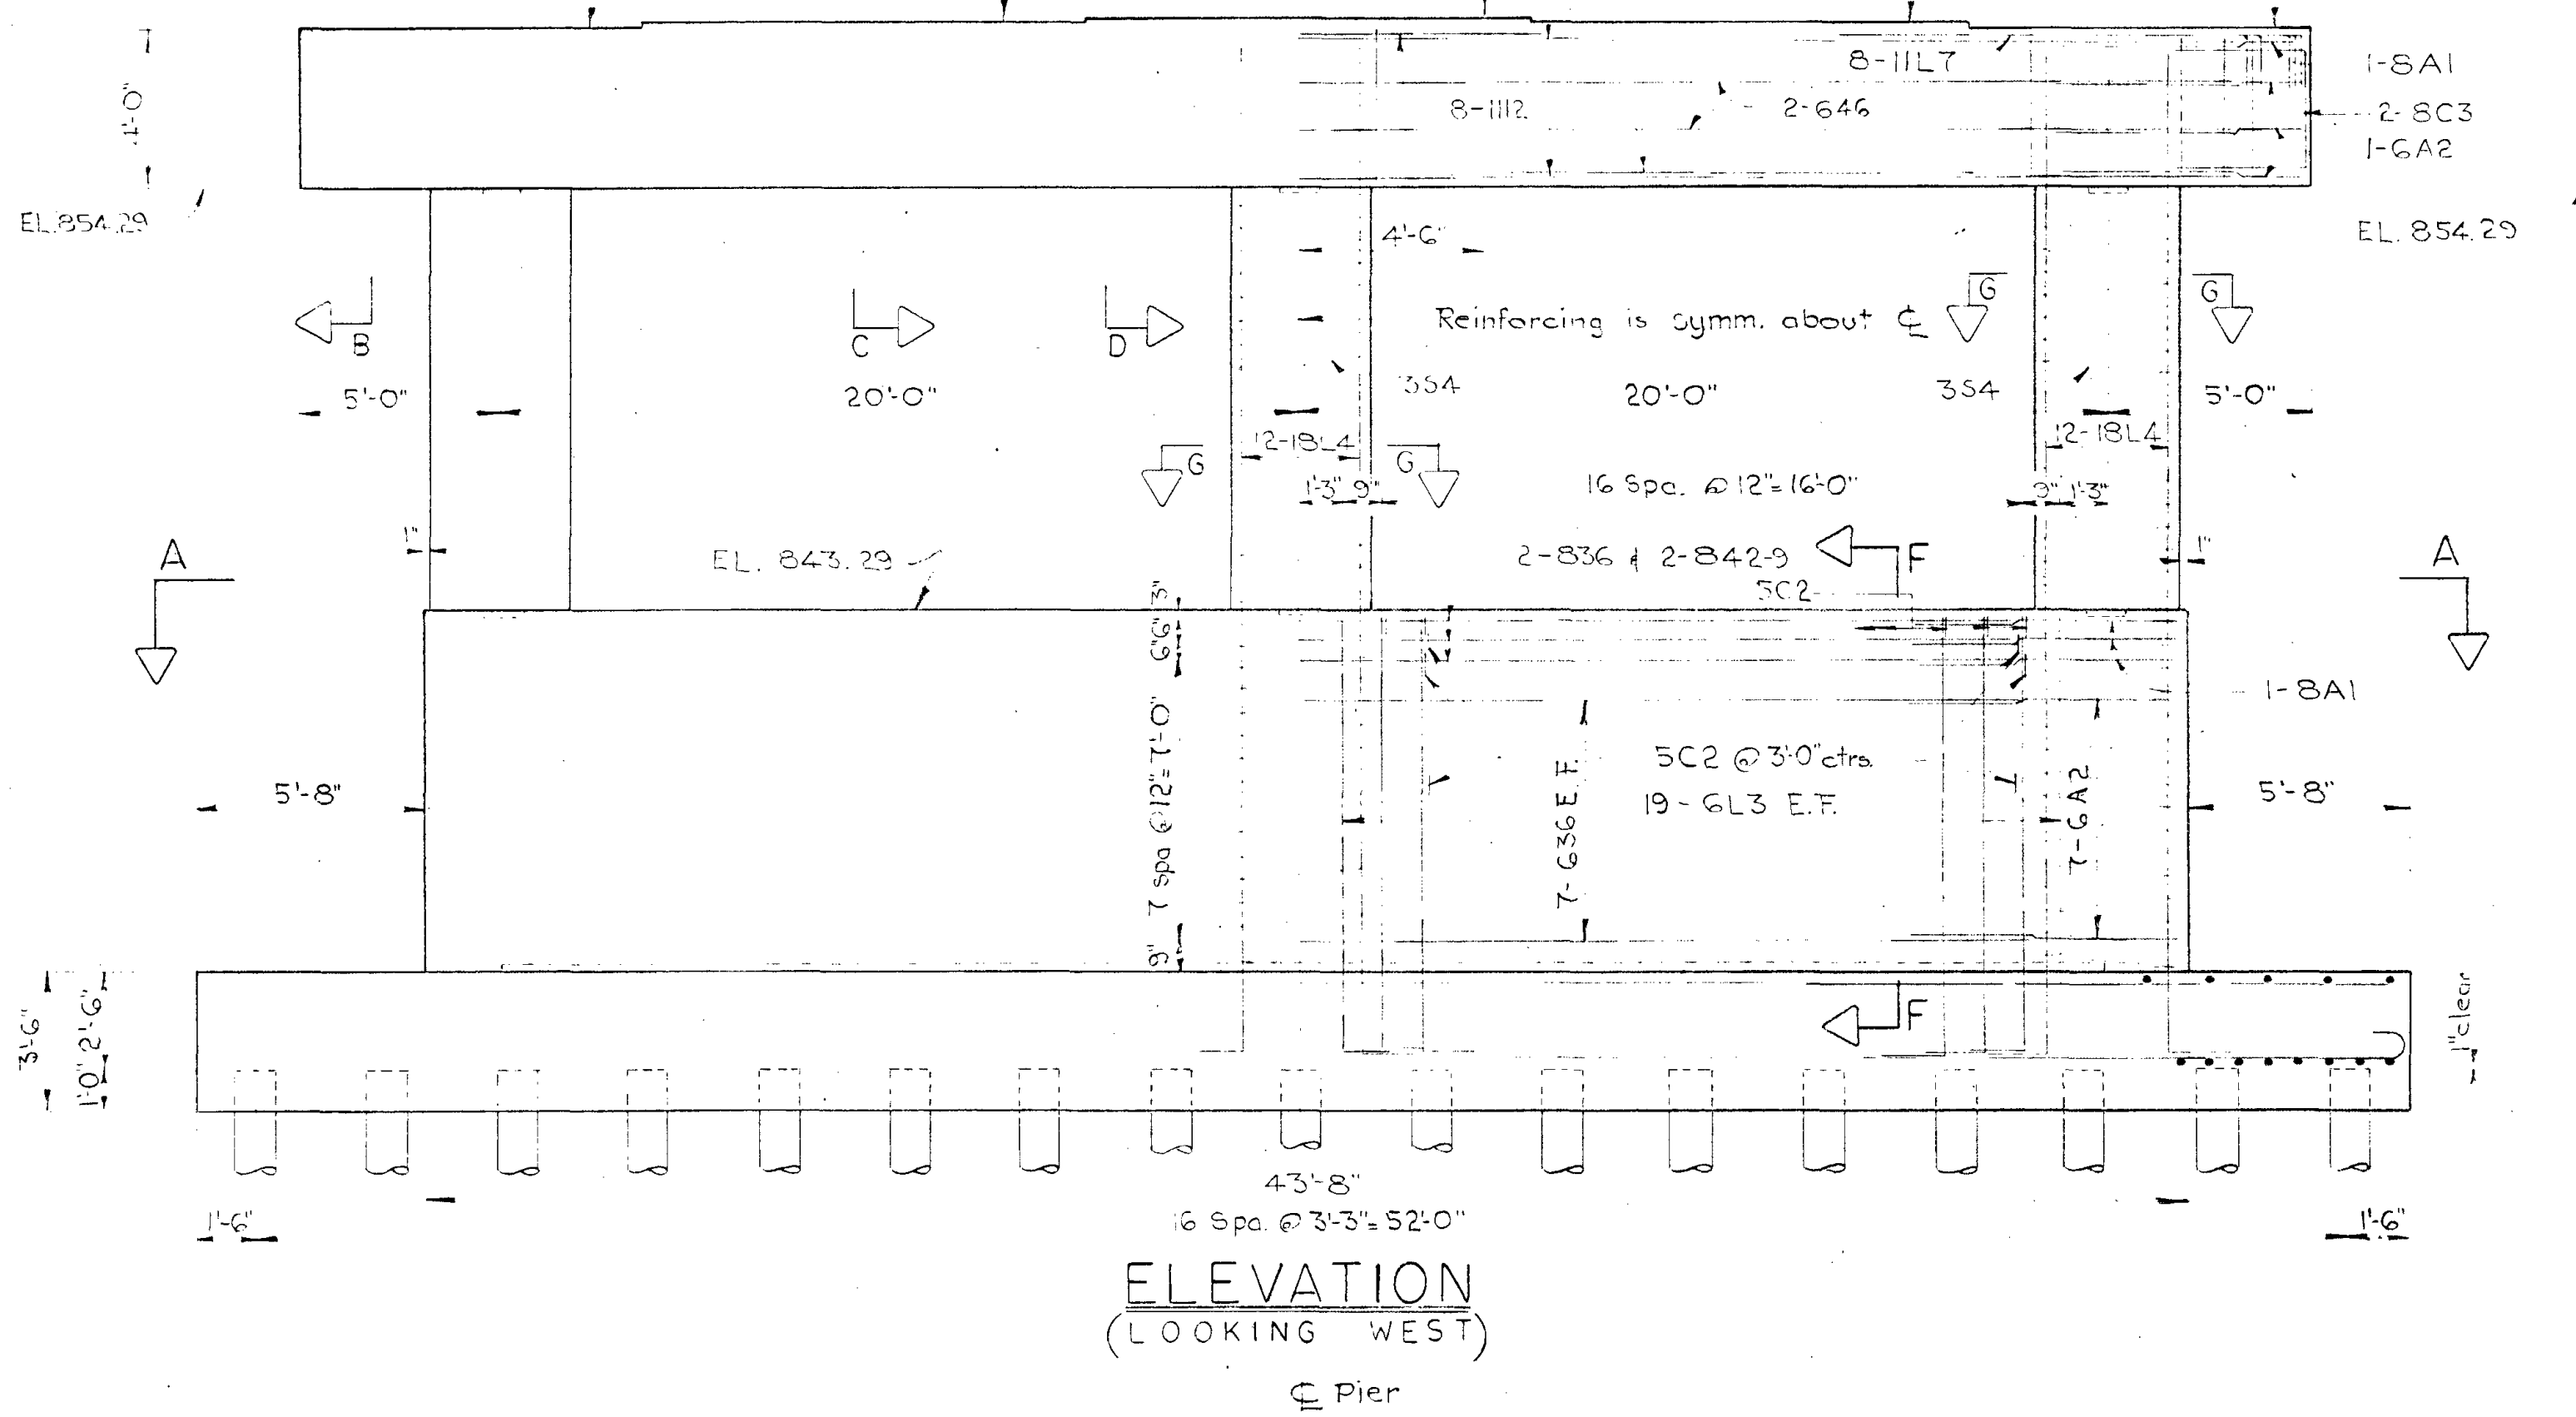 8-11L7
1-8A1
4'-0"
8-1112
2-646
2-8C3
1-6A2
EL. 854.29
4'-6"
EL. 854.29
G
G
Reinforcing is symm. about ℄
B
C
D
5'-0"
20'-0"
3S4
20'-0"
3S4
5'-0"
12-18L4
12-18L4
G
G
1'-3" 9"
16 Spa. @ 12"=16'-0"
9" 1'-3"
1"
1"
A
EL. 843.29
2-836 & 2-842-9
F
A
5C2
3"
6"6"
1-8A1
7 spa @12"=7'-0"
5C2 @ 3'-0" ctrs.
5'-8"
7-636 E.F.
19-6L3 E.F.
7-6A2
5'-8"
9"
3'-6"
1'-0" 2'-6"
F
1" clear
43'-8"
1'-6"
16 Spa. @ 3'-3"=52'-0"
1'-6"
ELEVATION
(LOOKING WEST)
℄ Pier